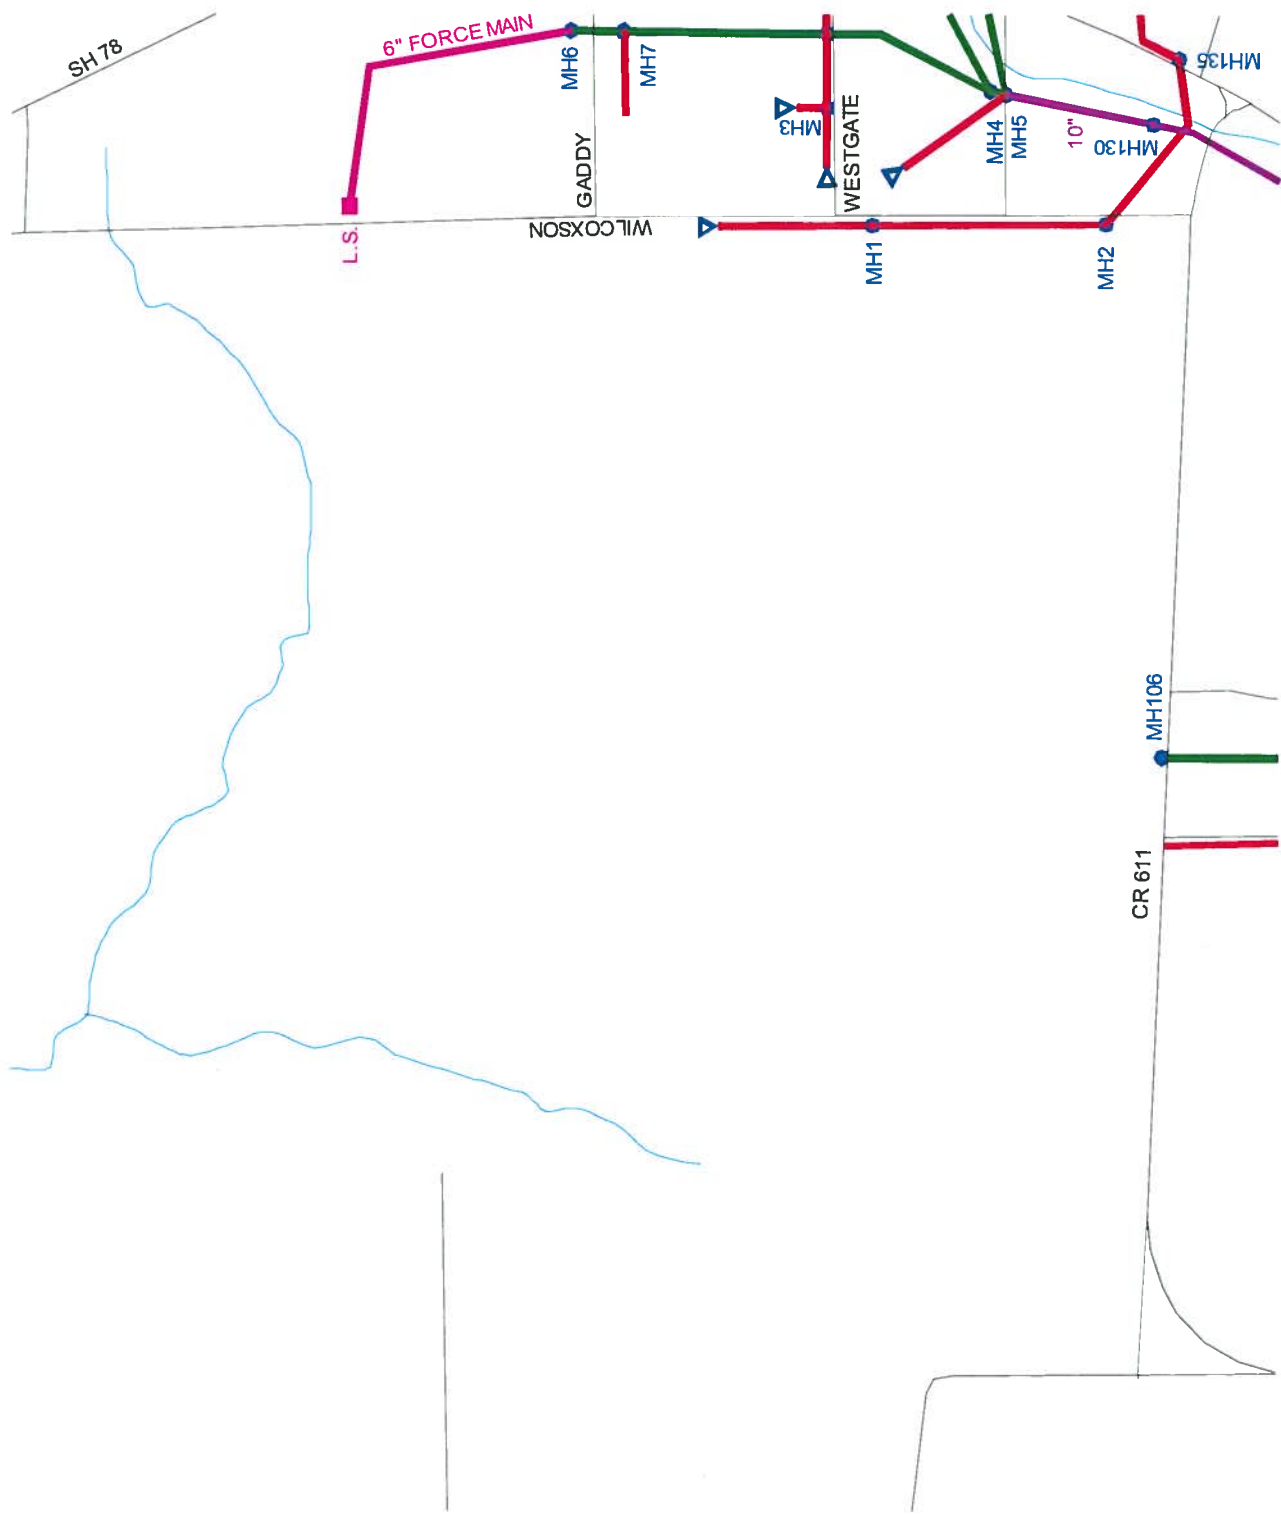 SH 78
6" FORCE MAIN
MH6
MH7
L.S.
GADDY
WILCOXSON
MH3
WESTGATE
MH4
MH5
10"
MH130
MH135
MH1
MH2
MH106
CR 611